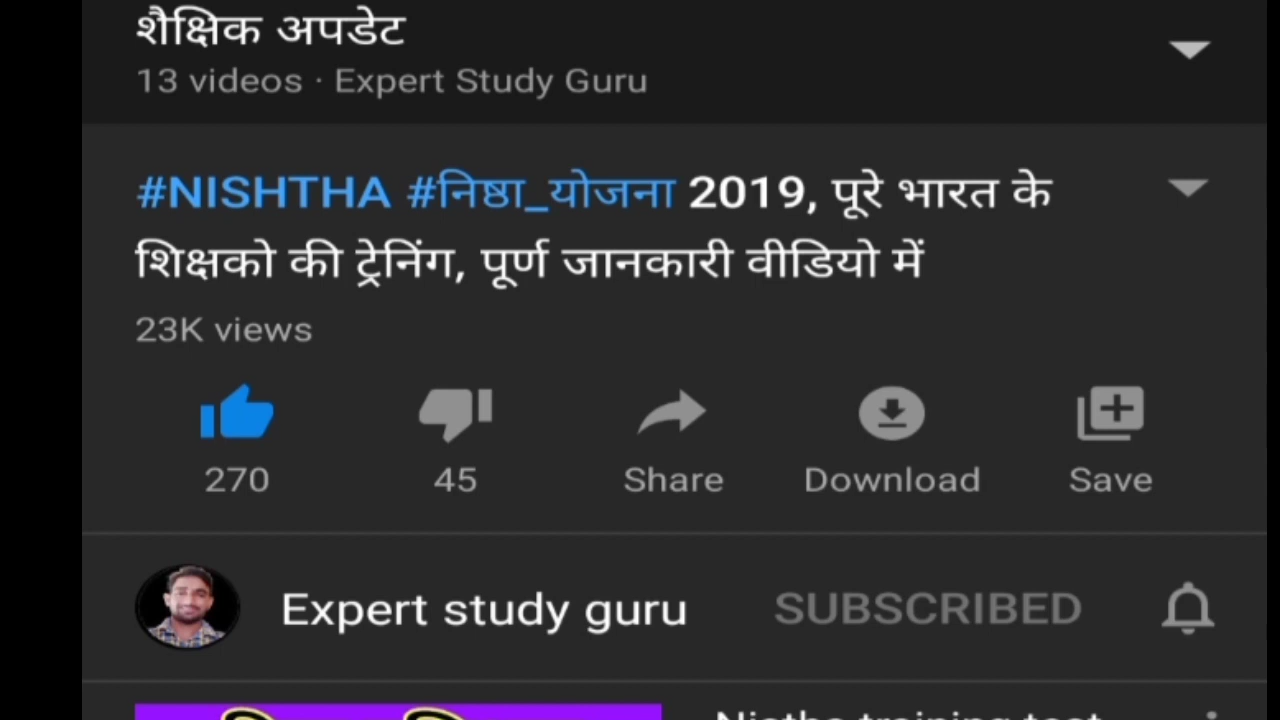 शैक्षिक अपडेट
13 videos · Expert Study Guru
#NISHTHA #निष्ठा_योजना 2019, पूरे भारत के
शिक्षको की ट्रेनिंग, पूर्ण जानकारी वीडियो में
23K views
270 45 Share Download Save
Expert study guru SUBSCRIBED